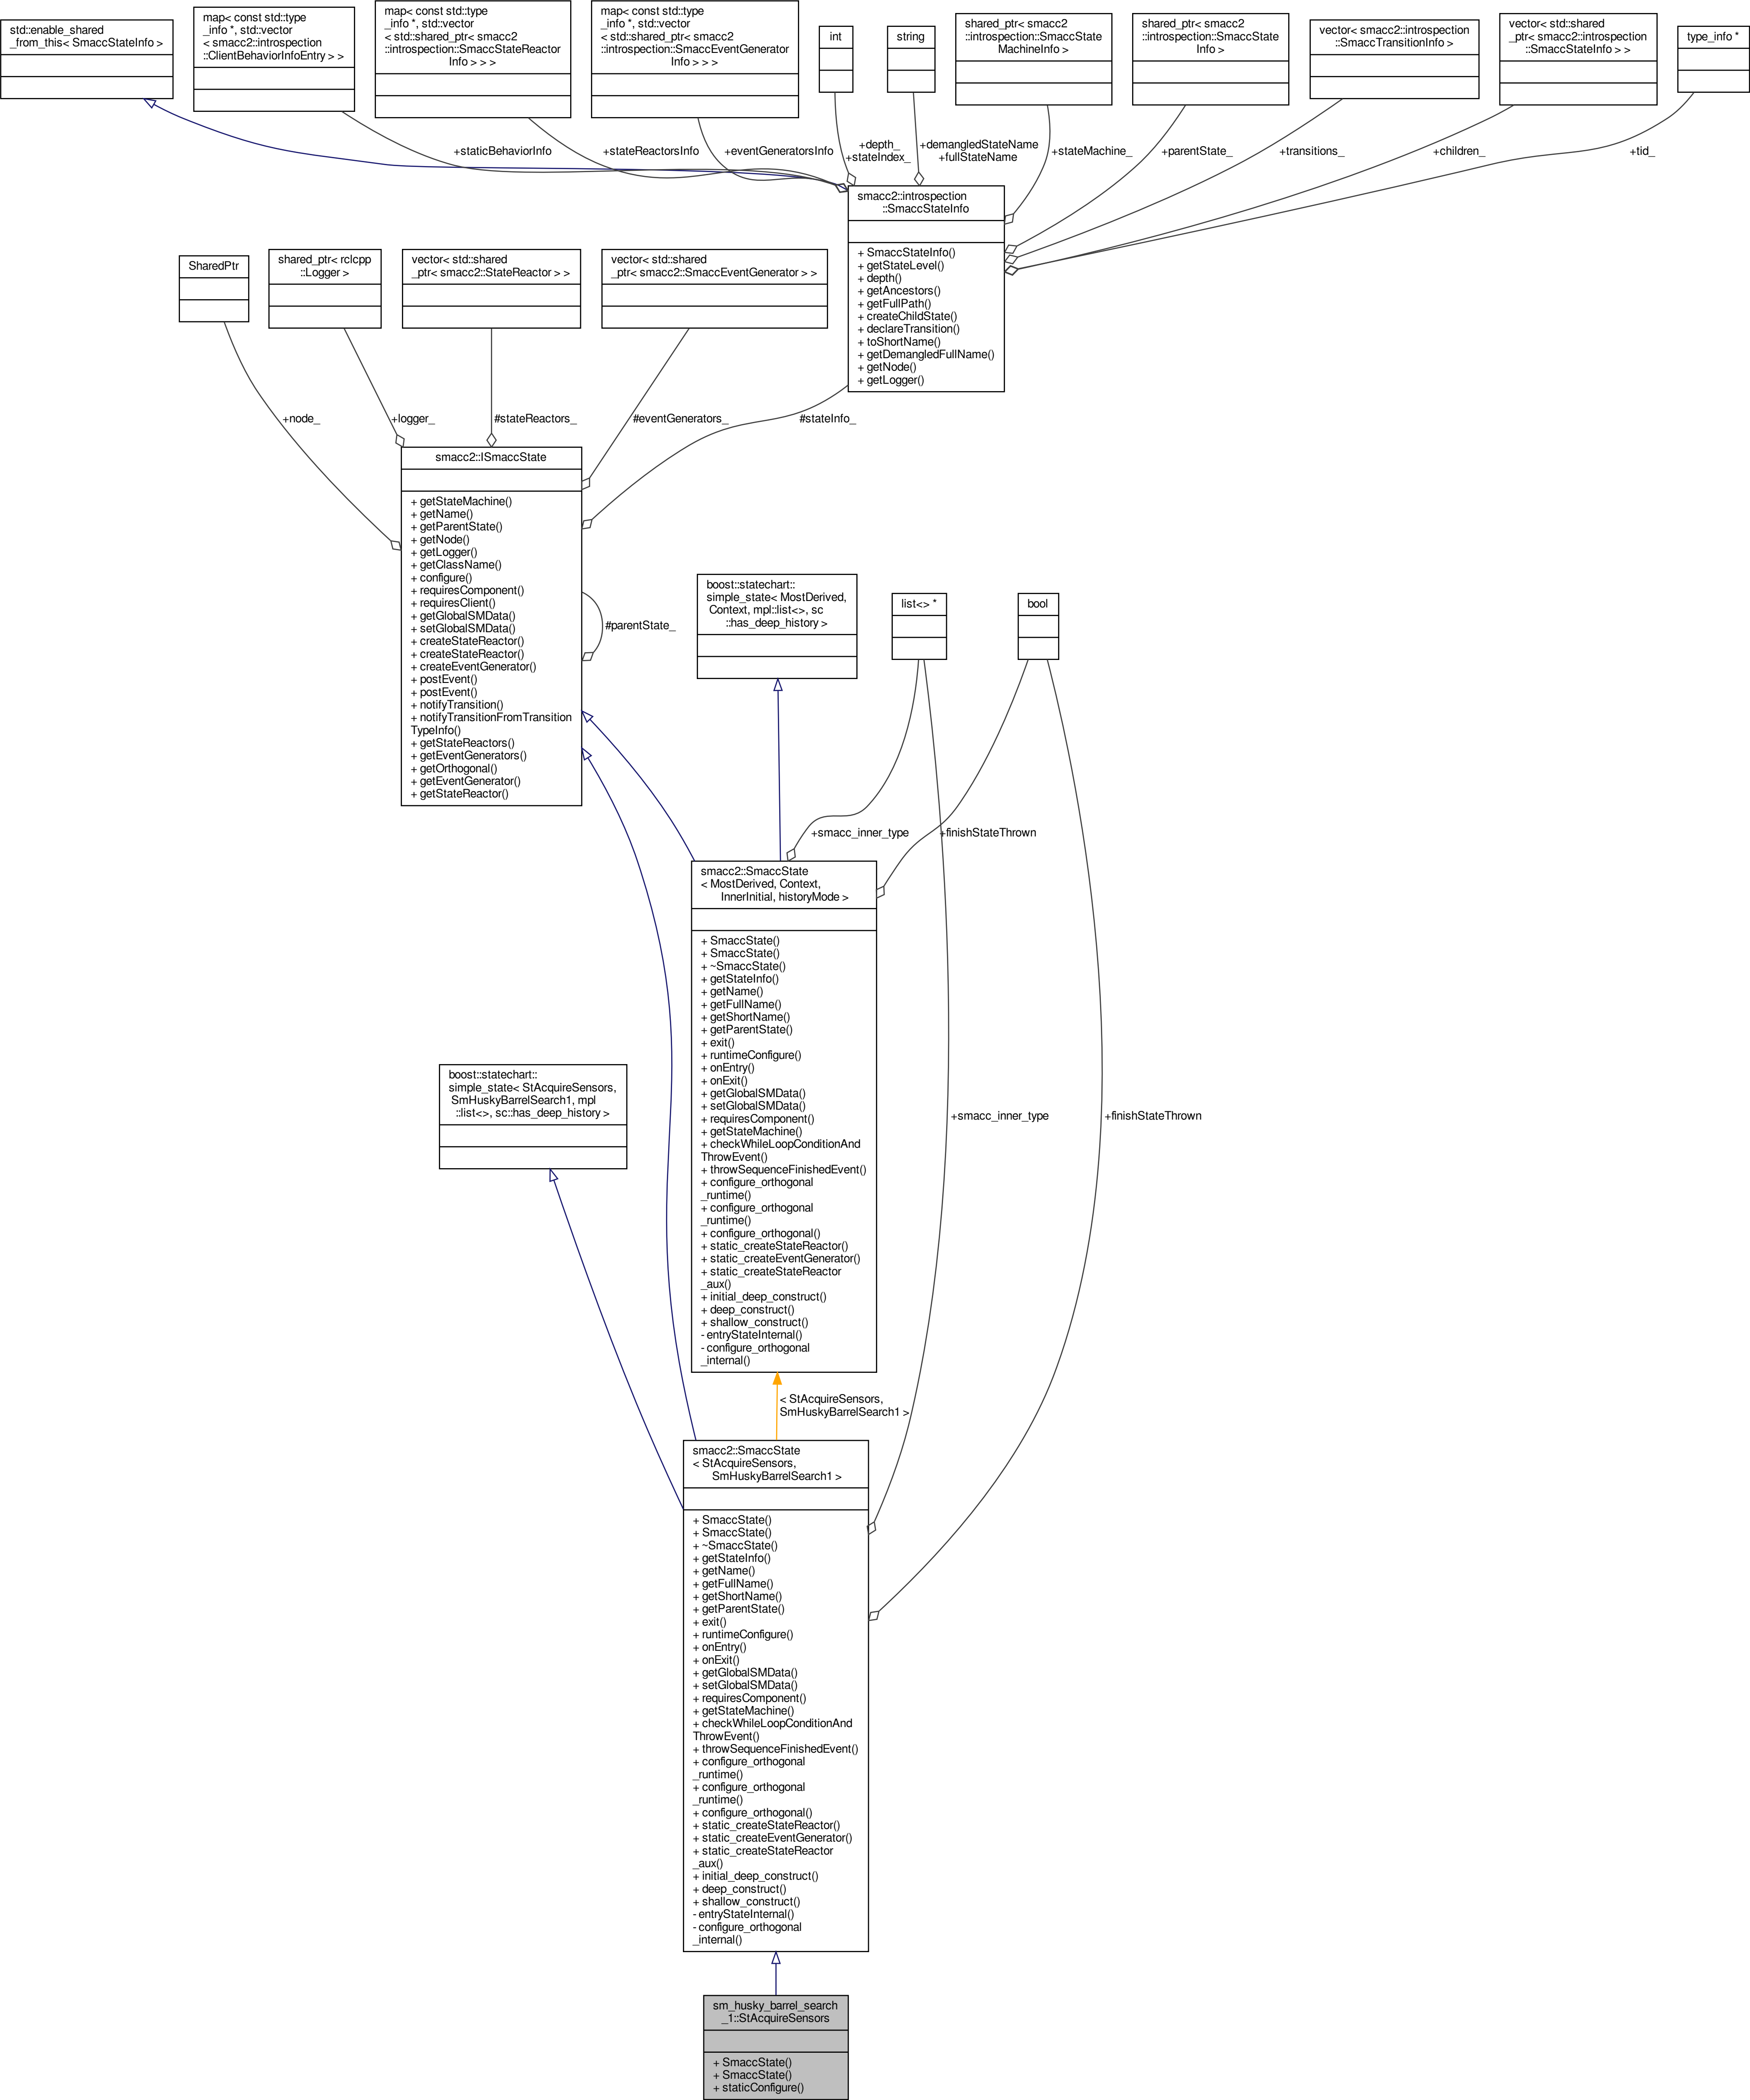 std::enable_shared
_from_this< SmaccStateInfo >
map< const std::type
_info *, std::vector
< smacc2::introspection
::ClientBehaviorInfoEntry > >
map< const std::type
_info *, std::vector
< std::shared_ptr< smacc2
::introspection::SmaccStateReactor
Info > > >
map< const std::type
_info *, std::vector
< std::shared_ptr< smacc2
::introspection::SmaccEventGenerator
Info > > >
int
string
shared_ptr< smacc2
::introspection::SmaccState
MachineInfo >
shared_ptr< smacc2
::introspection::SmaccState
Info >
vector< smacc2::introspection
::SmaccTransitionInfo >
vector< std::shared
_ptr< smacc2::introspection
::SmaccStateInfo > >
type_info *
+staticBehaviorInfo
+stateReactorsInfo
+eventGeneratorsInfo
+depth_
+stateIndex_
+demangledStateName
+fullStateName
+stateMachine_
+parentState_
+transitions_
+children_
+tid_
smacc2::introspection
::SmaccStateInfo
+ SmaccStateInfo()
+ getStateLevel()
+ depth()
+ getAncestors()
+ getFullPath()
+ createChildState()
+ declareTransition()
+ toShortName()
+ getDemangledFullName()
+ getNode()
+ getLogger()
SharedPtr
shared_ptr< rclcpp
::Logger >
vector< std::shared
_ptr< smacc2::StateReactor > >
vector< std::shared
_ptr< smacc2::SmaccEventGenerator > >
+node_
+logger_
#stateReactors_
#eventGenerators_
#stateInfo_
smacc2::ISmaccState
+ getStateMachine()
+ getName()
+ getParentState()
+ getNode()
+ getLogger()
+ getClassName()
+ configure()
+ requiresComponent()
+ requiresClient()
+ getGlobalSMData()
+ setGlobalSMData()
+ createStateReactor()
+ createStateReactor()
+ createEventGenerator()
+ postEvent()
+ postEvent()
+ notifyTransition()
+ notifyTransitionFromTransition
TypeInfo()
+ getStateReactors()
+ getEventGenerators()
+ getOrthogonal()
+ getEventGenerator()
+ getStateReactor()
#parentState_
boost::statechart::
simple_state< MostDerived,
Context, mpl::list<>, sc
::has_deep_history >
list<> *
bool
+smacc_inner_type
+finishStateThrown
smacc2::SmaccState
< MostDerived, Context,
InnerInitial, historyMode >
+ SmaccState()
+ SmaccState()
+ ~SmaccState()
+ getStateInfo()
+ getName()
+ getFullName()
+ getShortName()
+ getParentState()
+ exit()
+ runtimeConfigure()
+ onEntry()
+ onExit()
+ getGlobalSMData()
+ setGlobalSMData()
+ requiresComponent()
+ getStateMachine()
+ checkWhileLoopConditionAnd
ThrowEvent()
+ throwSequenceFinishedEvent()
+ configure_orthogonal
_runtime()
+ configure_orthogonal
_runtime()
+ configure_orthogonal()
+ static_createStateReactor()
+ static_createEventGenerator()
+ static_createStateReactor
_aux()
+ initial_deep_construct()
+ deep_construct()
+ shallow_construct()
- entryStateInternal()
- configure_orthogonal
_internal()
boost::statechart::
simple_state< StAcquireSensors,
SmHuskyBarrelSearch1, mpl
::list<>, sc::has_deep_history >
+smacc_inner_type
+finishStateThrown
< StAcquireSensors,
SmHuskyBarrelSearch1 >
smacc2::SmaccState
< StAcquireSensors,
SmHuskyBarrelSearch1 >
+ SmaccState()
+ SmaccState()
+ ~SmaccState()
+ getStateInfo()
+ getName()
+ getFullName()
+ getShortName()
+ getParentState()
+ exit()
+ runtimeConfigure()
+ onEntry()
+ onExit()
+ getGlobalSMData()
+ setGlobalSMData()
+ requiresComponent()
+ getStateMachine()
+ checkWhileLoopConditionAnd
ThrowEvent()
+ throwSequenceFinishedEvent()
+ configure_orthogonal
_runtime()
+ configure_orthogonal
_runtime()
+ configure_orthogonal()
+ static_createStateReactor()
+ static_createEventGenerator()
+ static_createStateReactor
_aux()
+ initial_deep_construct()
+ deep_construct()
+ shallow_construct()
- entryStateInternal()
- configure_orthogonal
_internal()
sm_husky_barrel_search
_1::StAcquireSensors
+ SmaccState()
+ SmaccState()
+ staticConfigure()